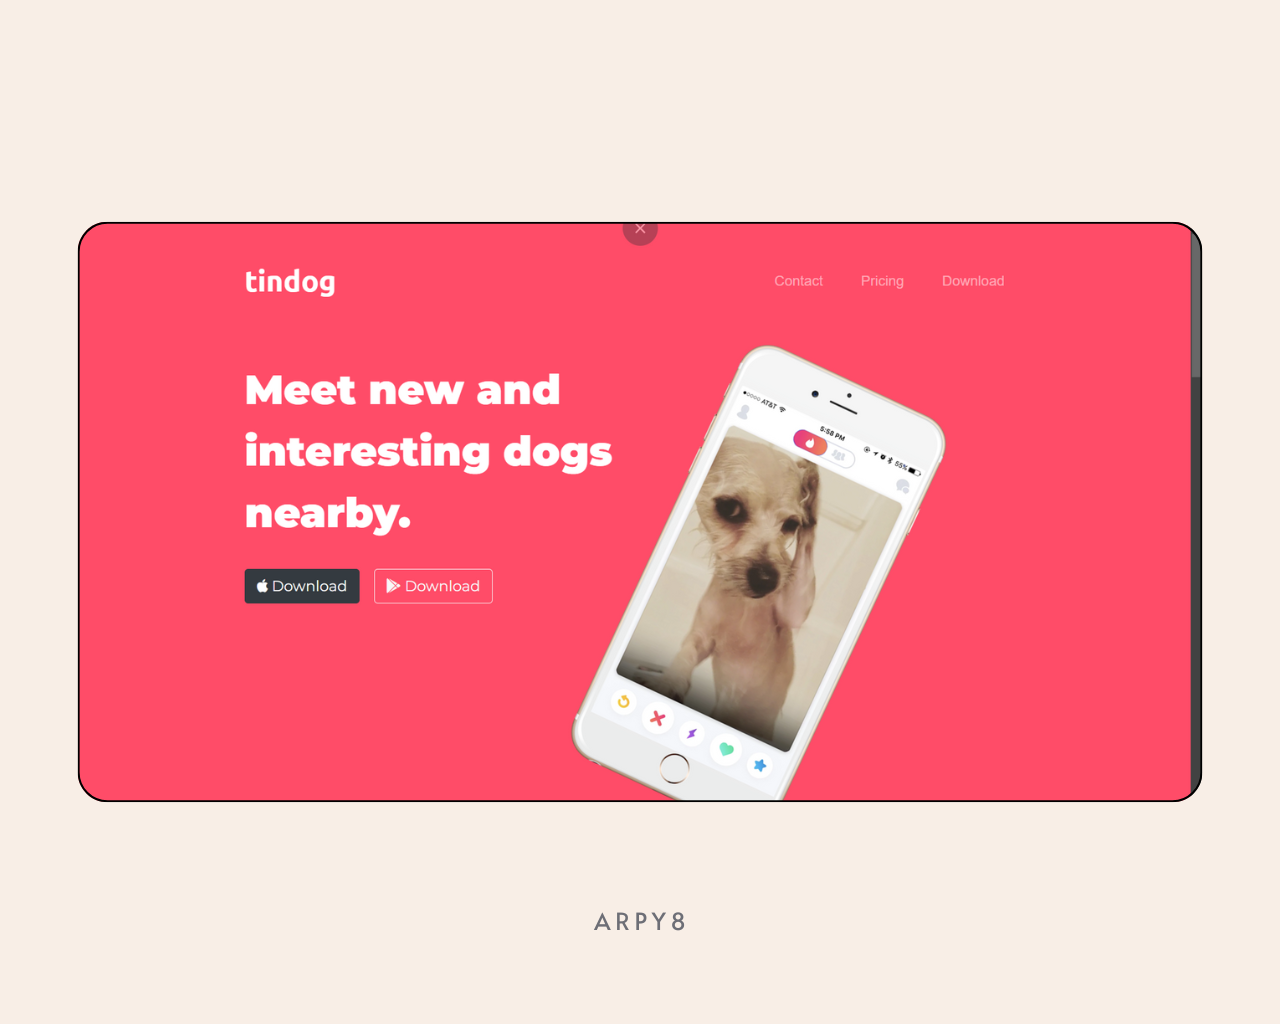 tindog
Contact Pricing Download
Meet new and
interesting dogs
nearby.
Download Download
AT&T
5:58 PM
55%
ARPY8